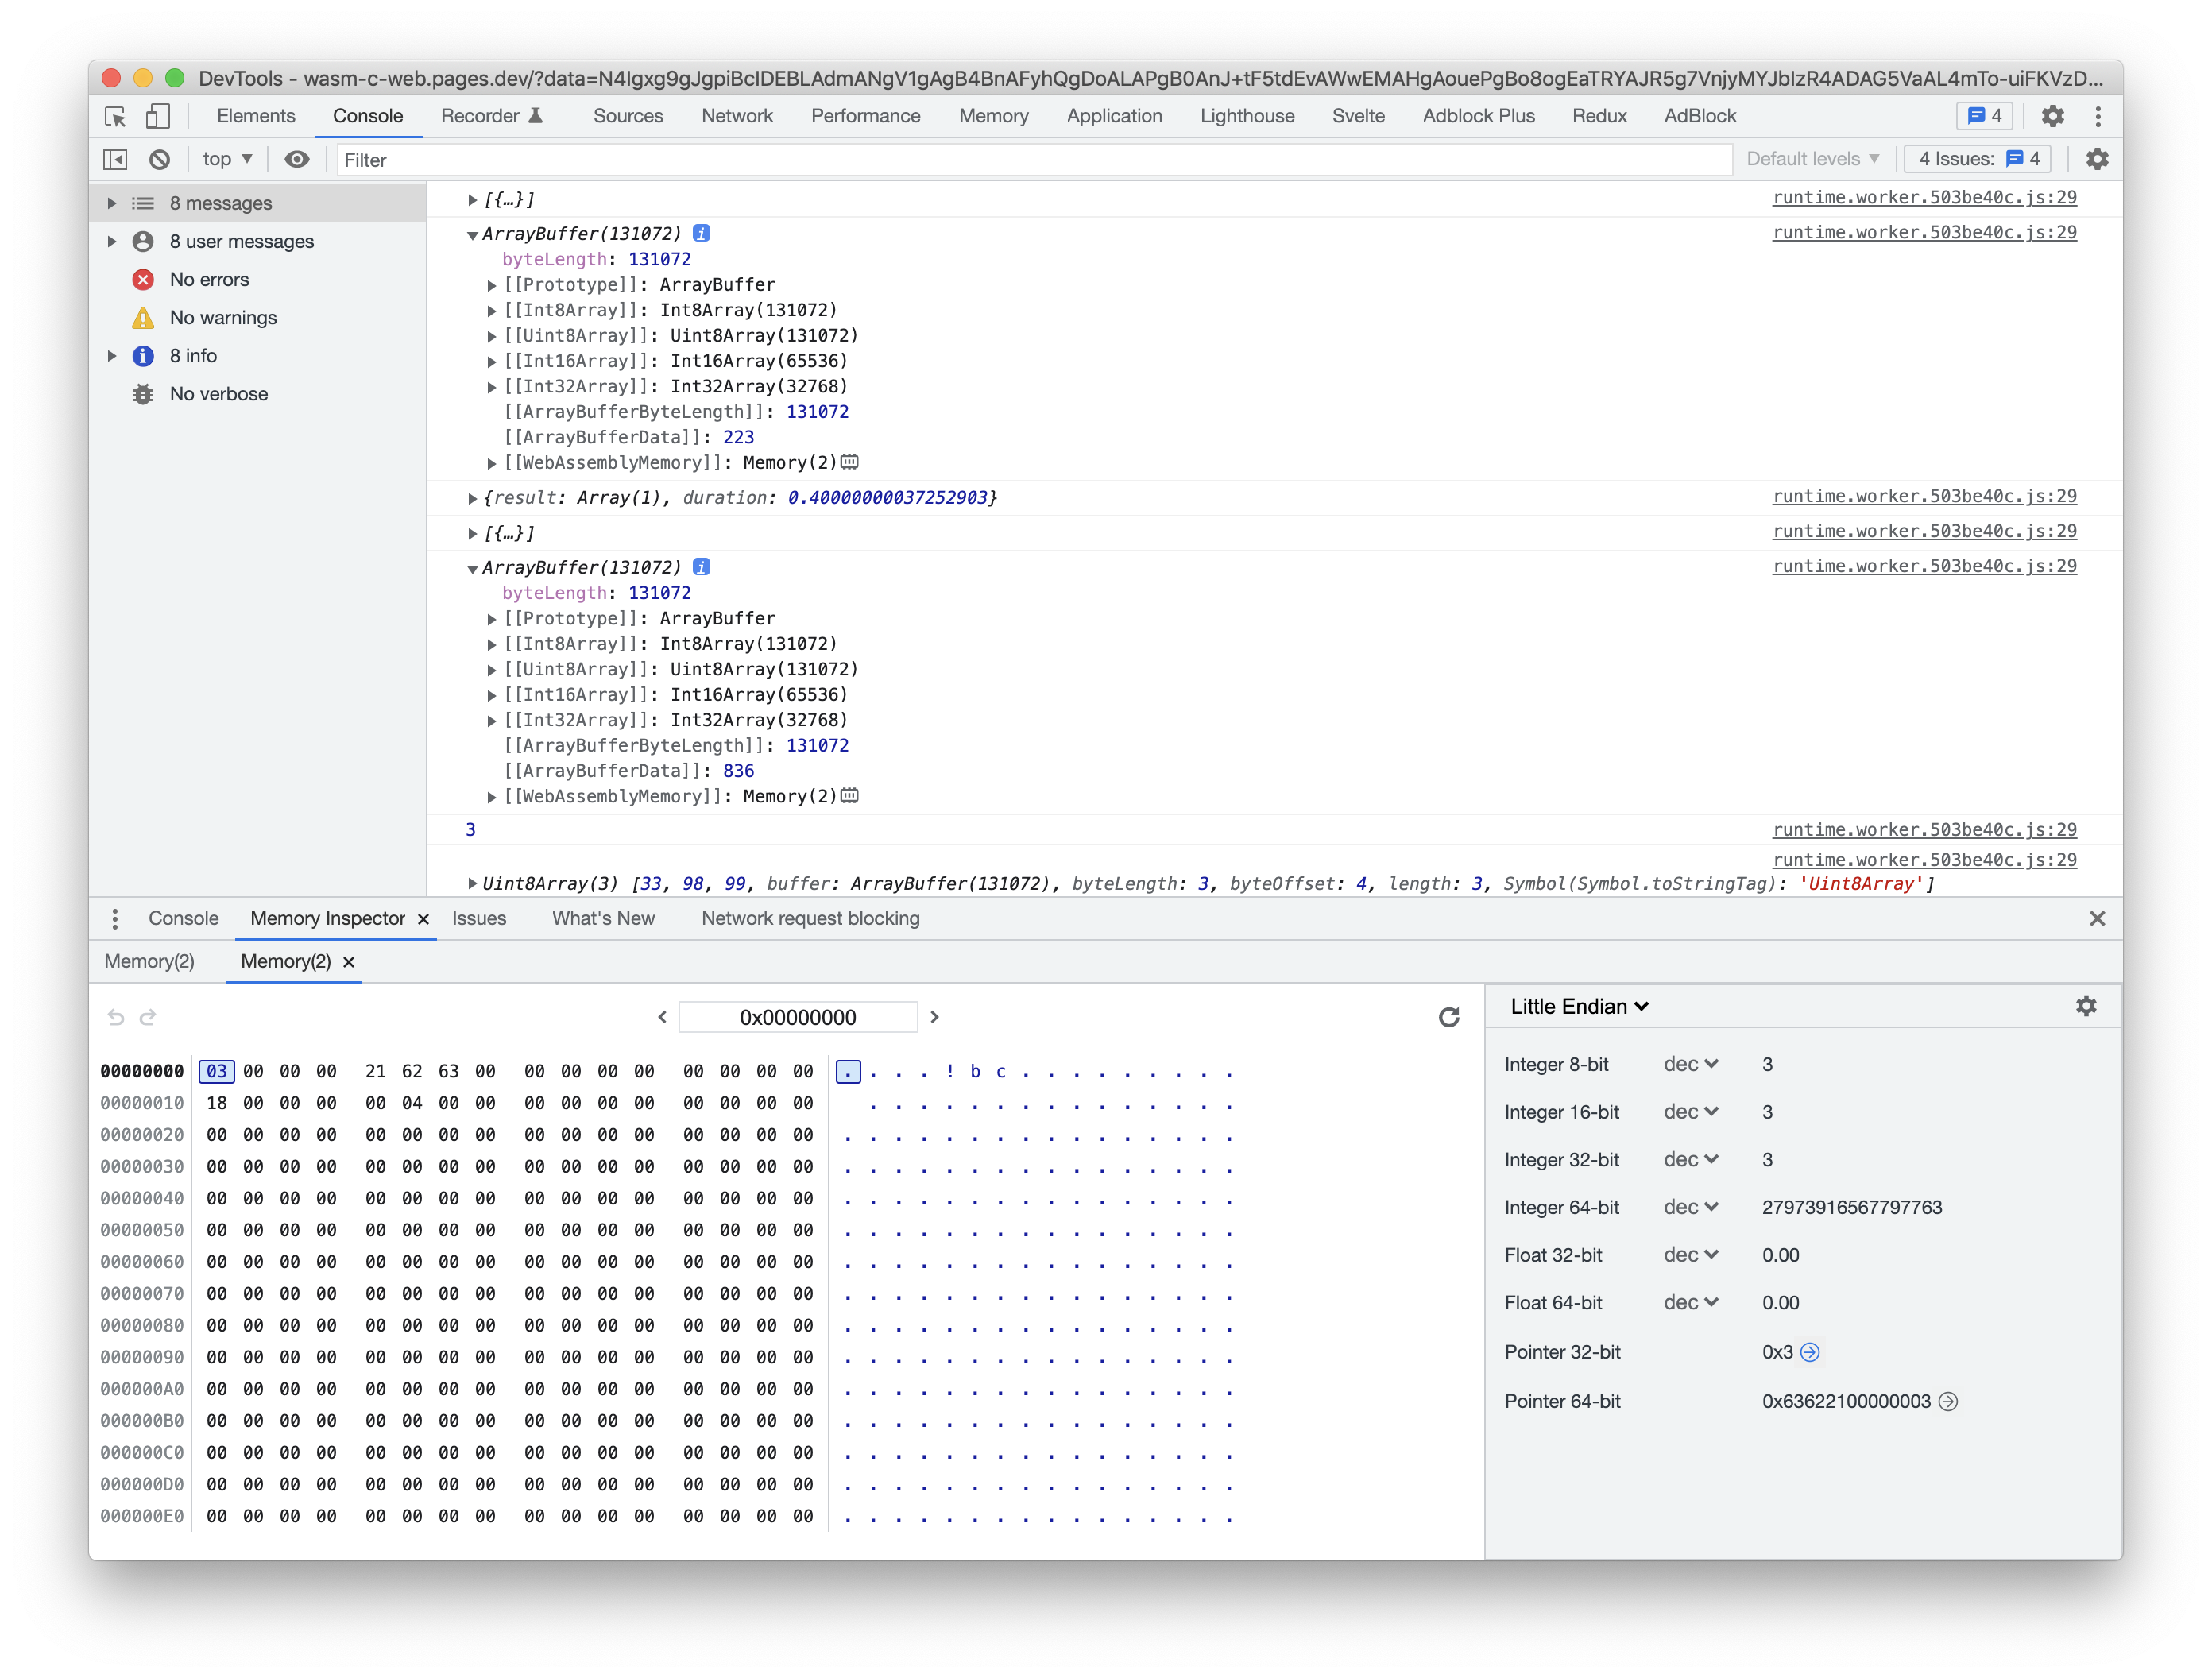 DevTools - wasm-c-web.pages.dev/?data=N4Igxg9gJgpiBcIDEBLAdmANgV1gAgB4BnAFyhQgDoALAPgB0AnJ+tF5tdEvAWwEMAHgAouePgBo8ogEaTRYAJR5g7VnjyMYJbIzR4ADAG5VaAL4mTo-uiFKVzD...
Elements Console Recorder Sources Network Performance Memory Application Lighthouse Svelte Adblock Plus Redux AdBlock 4
top Filter Default levels 4 Issues: 4
8 messages
8 user messages
No errors
No warnings
8 info
No verbose
[{…}] runtime.worker.503be40c.js:29
ArrayBuffer(131072) i runtime.worker.503be40c.js:29
byteLength: 131072
[[Prototype]]: ArrayBuffer
[[Int8Array]]: Int8Array(131072)
[[Uint8Array]]: Uint8Array(131072)
[[Int16Array]]: Int16Array(65536)
[[Int32Array]]: Int32Array(32768)
[[ArrayBufferByteLength]]: 131072
[[ArrayBufferData]]: 223
[[WebAssemblyMemory]]: Memory(2)
{result: Array(1), duration: 0.40000000037252903} runtime.worker.503be40c.js:29
[{…}] runtime.worker.503be40c.js:29
ArrayBuffer(131072) i runtime.worker.503be40c.js:29
byteLength: 131072
[[Prototype]]: ArrayBuffer
[[Int8Array]]: Int8Array(131072)
[[Uint8Array]]: Uint8Array(131072)
[[Int16Array]]: Int16Array(65536)
[[Int32Array]]: Int32Array(32768)
[[ArrayBufferByteLength]]: 131072
[[ArrayBufferData]]: 836
[[WebAssemblyMemory]]: Memory(2)
3 runtime.worker.503be40c.js:29
runtime.worker.503be40c.js:29
Uint8Array(3) [33, 98, 99, buffer: ArrayBuffer(131072), byteLength: 3, byteOffset: 4, length: 3, Symbol(Symbol.toStringTag): 'Uint8Array']
Console Memory Inspector Issues What's New Network request blocking
Memory(2) Memory(2)
0x00000000
00000000 03 00 00 00 21 62 63 00 00 00 00 00 00 00 00 00 . . . . ! b c . . . . . . . . .
00000010 18 00 00 00 00 04 00 00 00 00 00 00 00 00 00 00 . . . . . . . . . . . . . . .
00000020 00 00 00 00 00 00 00 00 00 00 00 00 00 00 00 00 . . . . . . . . . . . . . . . .
00000030 00 00 00 00 00 00 00 00 00 00 00 00 00 00 00 00 . . . . . . . . . . . . . . . .
00000040 00 00 00 00 00 00 00 00 00 00 00 00 00 00 00 00 . . . . . . . . . . . . . . . .
00000050 00 00 00 00 00 00 00 00 00 00 00 00 00 00 00 00 . . . . . . . . . . . . . . . .
00000060 00 00 00 00 00 00 00 00 00 00 00 00 00 00 00 00 . . . . . . . . . . . . . . . .
00000070 00 00 00 00 00 00 00 00 00 00 00 00 00 00 00 00 . . . . . . . . . . . . . . . .
00000080 00 00 00 00 00 00 00 00 00 00 00 00 00 00 00 00 . . . . . . . . . . . . . . . .
00000090 00 00 00 00 00 00 00 00 00 00 00 00 00 00 00 00 . . . . . . . . . . . . . . . .
000000A0 00 00 00 00 00 00 00 00 00 00 00 00 00 00 00 00 . . . . . . . . . . . . . . . .
000000B0 00 00 00 00 00 00 00 00 00 00 00 00 00 00 00 00 . . . . . . . . . . . . . . . .
000000C0 00 00 00 00 00 00 00 00 00 00 00 00 00 00 00 00 . . . . . . . . . . . . . . . .
000000D0 00 00 00 00 00 00 00 00 00 00 00 00 00 00 00 00 . . . . . . . . . . . . . . . .
000000E0 00 00 00 00 00 00 00 00 00 00 00 00 00 00 00 00 . . . . . . . . . . . . . . . .
Little Endian
Integer 8-bit dec 3
Integer 16-bit dec 3
Integer 32-bit dec 3
Integer 64-bit dec 27973916567797763
Float 32-bit dec 0.00
Float 64-bit dec 0.00
Pointer 32-bit 0x3
Pointer 64-bit 0x63622100000003